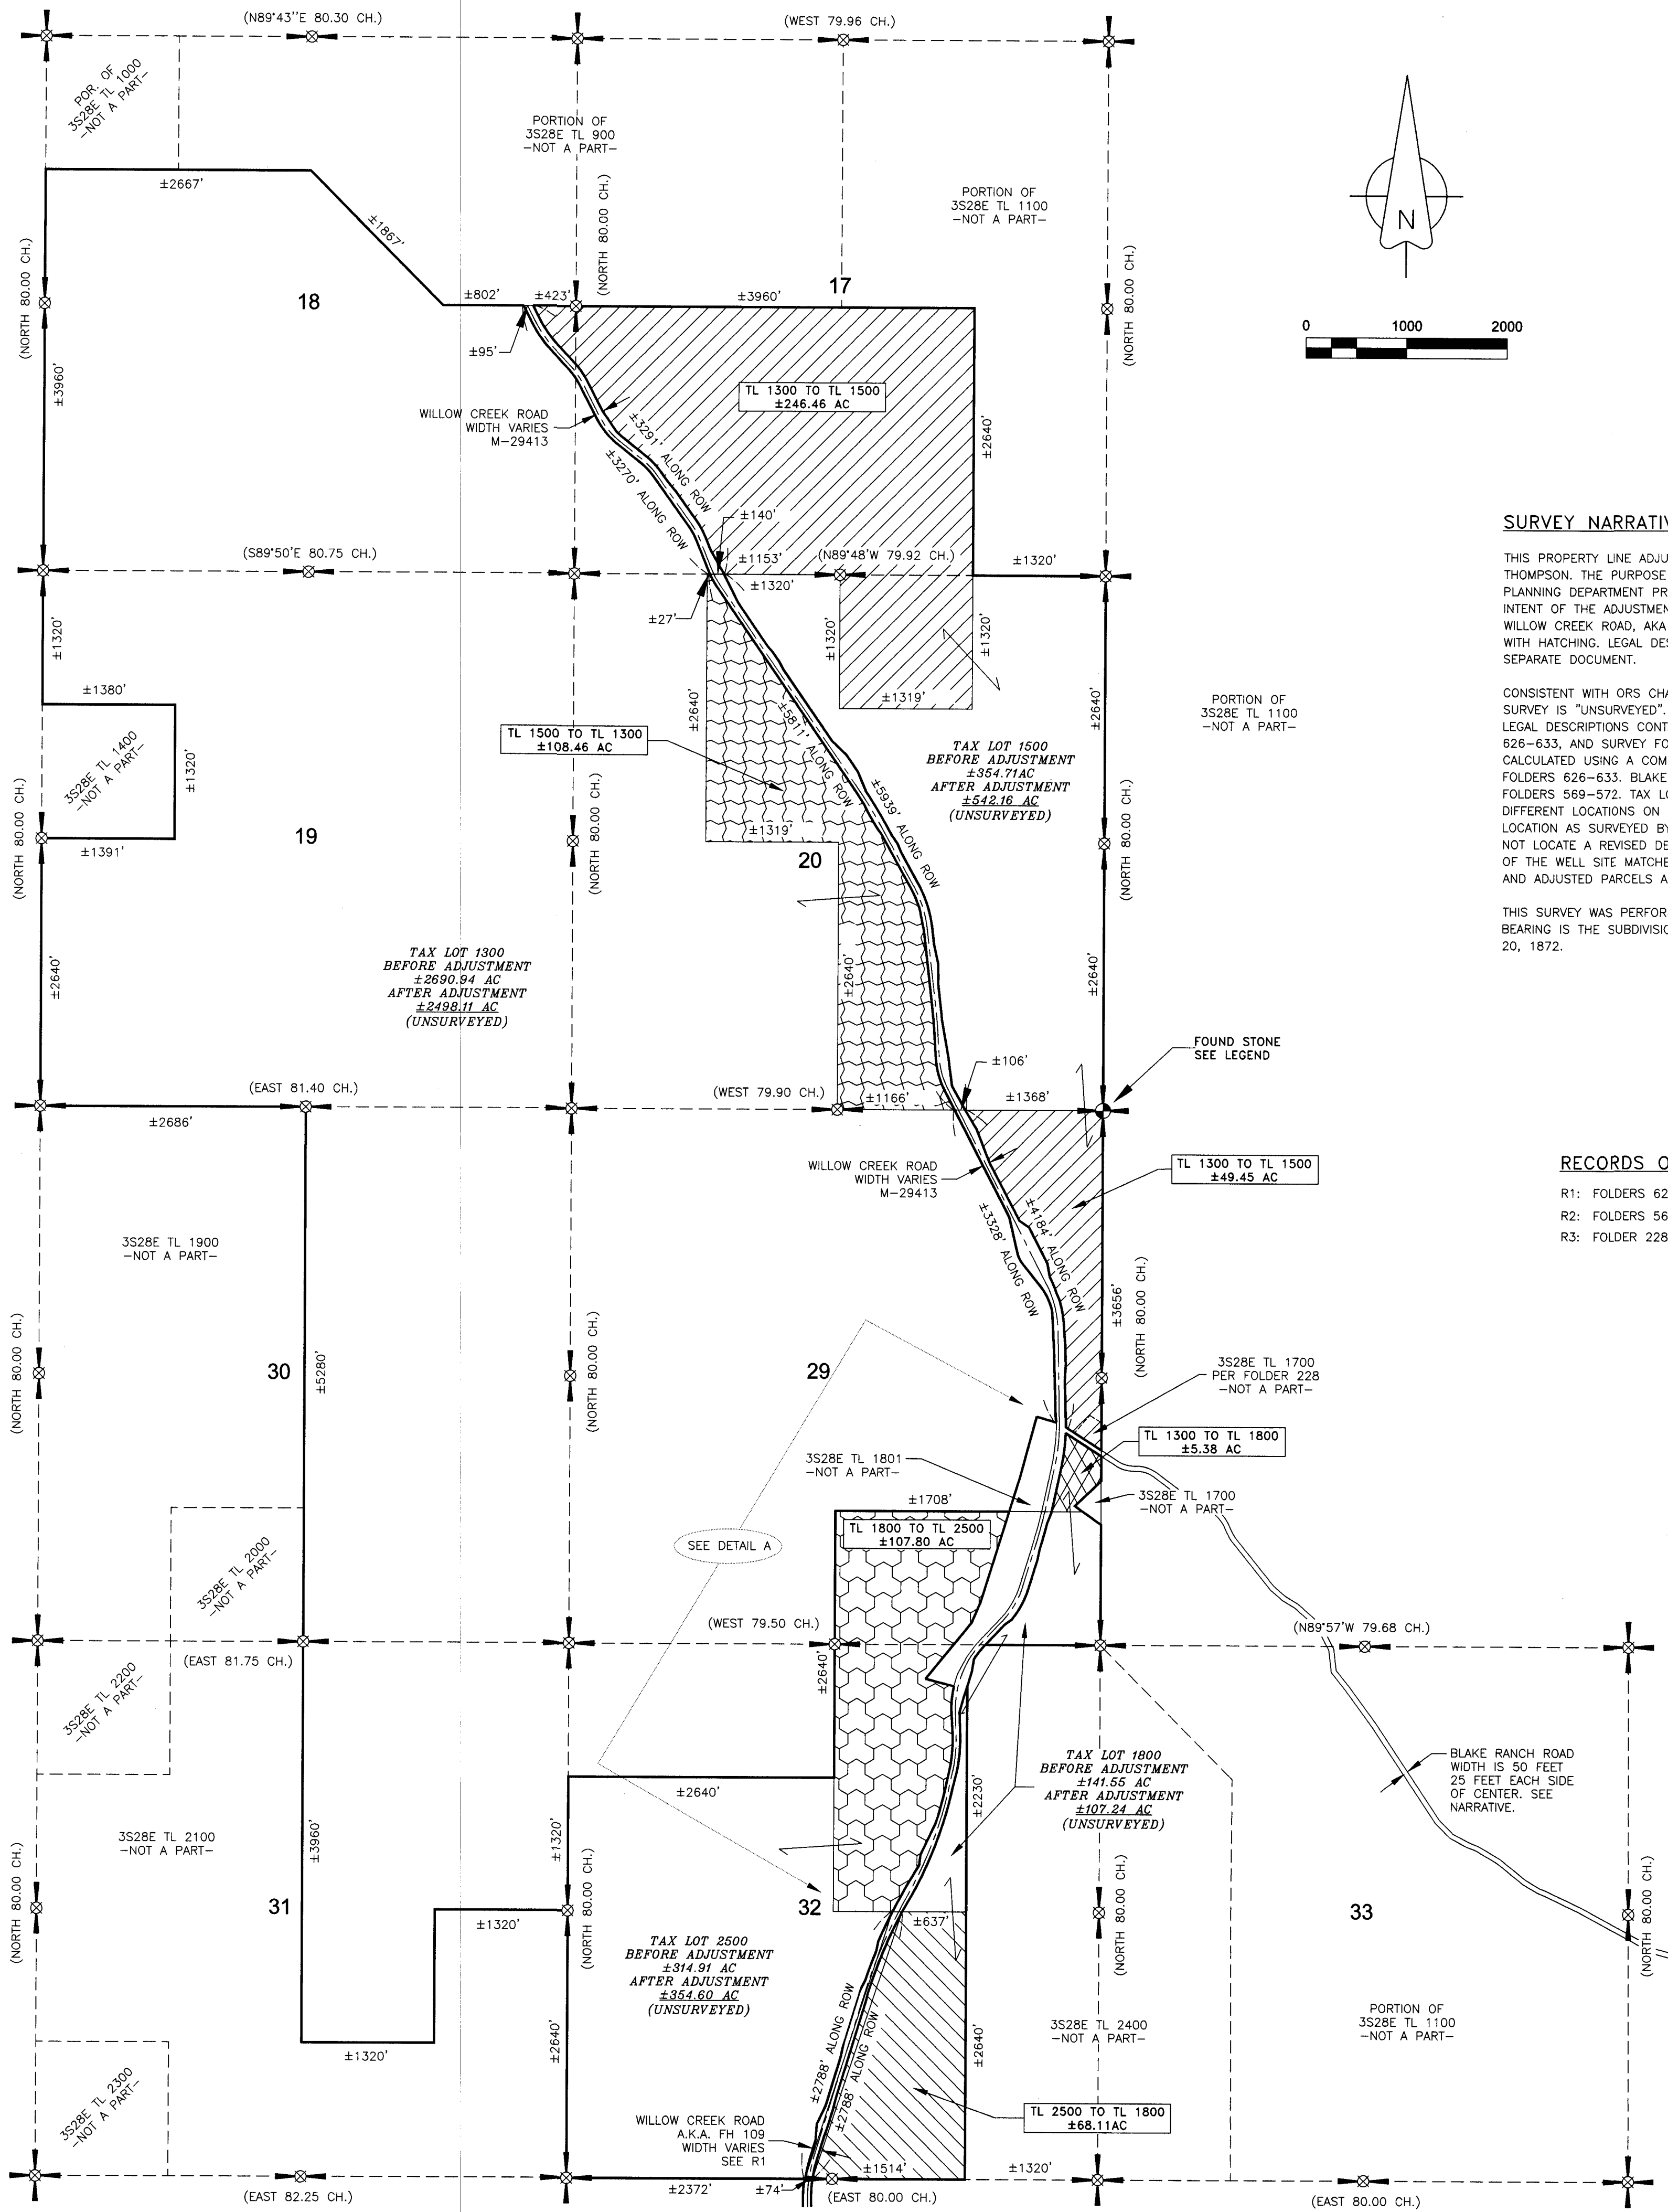 (N89°43''E 80.30 CH.)
(WEST 79.96 CH.)
POR. OF
3S28E TL 1000
-NOT A PART-
PORTION OF
3S28E TL 900
-NOT A PART-
PORTION OF
3S28E TL 1100
-NOT A PART-
N
±2667'
±1867'
(NORTH 80.00 CH.)
(NORTH 80.00 CH.)
(NORTH 80.00 CH.)
18
±802'
±423'
±3960'
17
0 1000 2000
±95'
±3960'
TL 1300 TO TL 1500
±246.46 AC
WILLOW CREEK ROAD
WIDTH VARIES
M-29413
±3291' ALONG ROW
±3270' ALONG ROW
±2640'
±140'
(S89°50'E 80.75 CH.)
±1153'
(N89°48'W 79.92 CH.)
±1320'
±1320'
±27'
SURVEY NARRATIV
THIS PROPERTY LINE ADJU
THOMPSON. THE PURPOSE
PLANNING DEPARTMENT PR
INTENT OF THE ADJUSTMEN
WILLOW CREEK ROAD, AKA
WITH HATCHING. LEGAL DES
SEPARATE DOCUMENT.
CONSISTENT WITH ORS CHA
SURVEY IS "UNSURVEYED".
LEGAL DESCRIPTIONS CONT
626-633, AND SURVEY FO
CALCULATED USING A COM
FOLDERS 626-633. BLAKE
FOLDERS 569-572. TAX LO
DIFFERENT LOCATIONS ON
LOCATION AS SURVEYED BY
NOT LOCATE A REVISED DE
OF THE WELL SITE MATCHE
AND ADJUSTED PARCELS A
THIS SURVEY WAS PERFOR
BEARING IS THE SUBDIVISIO
20, 1872.
±1320'
±1320'
±1320'
±1380'
±2640'
±1319'
±2640'
PORTION OF
3S28E TL 1100
-NOT A PART-
3S28E TL 1400
-NOT A PART-
±1320'
TL 1500 TO TL 1300
±108.46 AC
±5811' ALONG ROW
TAX LOT 1500
BEFORE ADJUSTMENT
±354.71AC
AFTER ADJUSTMENT
±542.16 AC
(UNSURVEYED)
±5939' ALONG ROW
(NORTH 80.00 CH.)
(NORTH 80.00 CH.)
(NORTH 80.00 CH.)
±1391'
19
±1319'
20
±2640'
TAX LOT 1300
BEFORE ADJUSTMENT
±2690.94 AC
AFTER ADJUSTMENT
±2498.11 AC
(UNSURVEYED)
±2640'
±2640'
FOUND STONE
SEE LEGEND
±106'
(EAST 81.40 CH.)
(WEST 79.90 CH.)
±2686'
±1166'
±1368'
WILLOW CREEK ROAD
WIDTH VARIES
M-29413
TL 1300 TO TL 1500
±49.45 AC
RECORDS O
R1: FOLDERS 62
R2: FOLDERS 56
R3: FOLDER 228
±4184' ALONG ROW
±3328' ALONG ROW
3S28E TL 1900
-NOT A PART-
±3656'
(NORTH 80.00 CH.)
(NORTH 80.00 CH.)
(NORTH 80.00 CH.)
30
±5280'
29
3S28E TL 1700
PER FOLDER 228
-NOT A PART-
TL 1300 TO TL 1800
±5.38 AC
3S28E TL 1801
-NOT A PART-
3S28E TL 1700
-NOT A PART-
±1708'
TL 1800 TO TL 2500
±107.80 AC
SEE DETAIL A
3S28E TL 2000
-NOT A PART-
(WEST 79.50 CH.)
(N89°57'W 79.68 CH.)
(EAST 81.75 CH.)
±2640'
3S28E TL 2200
-NOT A PART-
TAX LOT 1800
BEFORE ADJUSTMENT
±141.55 AC
AFTER ADJUSTMENT
±107.24 AC
(UNSURVEYED)
BLAKE RANCH ROAD
WIDTH IS 50 FEET
25 FEET EACH SIDE
OF CENTER. SEE
NARRATIVE.
±2640'
±2230'
3S28E TL 2100
-NOT A PART-
±3960'
±1320'
(NORTH 80.00 CH.)
(NORTH 80.00 CH.)
(NORTH 80.00 CH.)
(NORTH 80.00 CH.)
31
±1320'
32
±637'
33
TAX LOT 2500
BEFORE ADJUSTMENT
±314.91 AC
AFTER ADJUSTMENT
±354.60 AC
(UNSURVEYED)
±2788' ALONG ROW
±2788' ALONG ROW
3S28E TL 2400
-NOT A PART-
PORTION OF
3S28E TL 1100
-NOT A PART-
±1320'
±2640'
±2640'
3S28E TL 2300
-NOT A PART-
TL 2500 TO TL 1800
±68.11AC
WILLOW CREEK ROAD
A.K.A. FH 109
WIDTH VARIES
SEE R1
±1514'
±1320'
±2372'
±74'
(EAST 82.25 CH.)
(EAST 80.00 CH.)
(EAST 80.00 CH.)